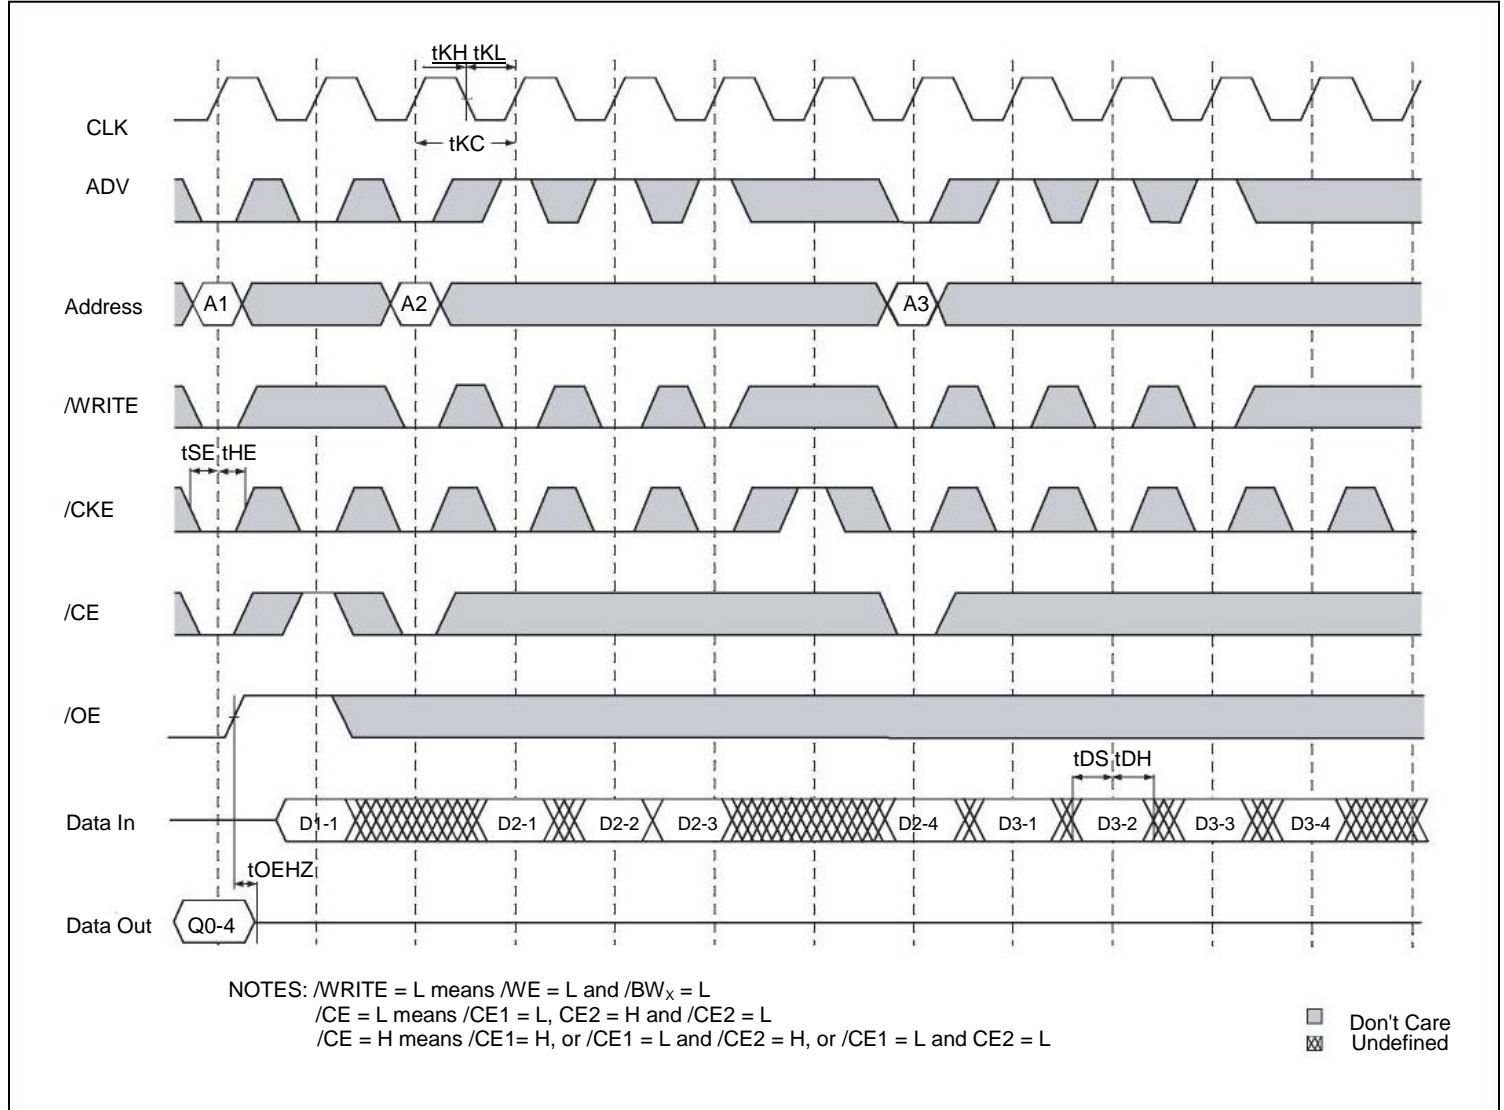 tKH tKL
CLK
tKC
ADV
Address
A1
A2
A3
/WRITE
tSE tHE
/CKE
/CE
/OE
tDS tDH
Data In
D1-1
D2-1
D2-2
D2-3
D2-4
D3-1
D3-2
D3-3
D3-4
tOEHZ
Data Out
Q0-4
NOTES: /WRITE = L means /WE = L and /BWX = L
/CE = L means /CE1 = L, CE2 = H and /CE2 = L
/CE = H means /CE1= H, or /CE1 = L and /CE2 = H, or /CE1 = L and CE2 = L
Don't Care
Undefined